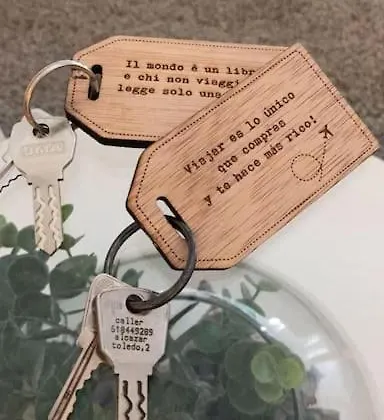 Il mondo è un libr
e chi non viaggi
legge solo una
Viajar es lo único
que compras
y te hace más rico!
caller
618449289
alcazar
toledo,2